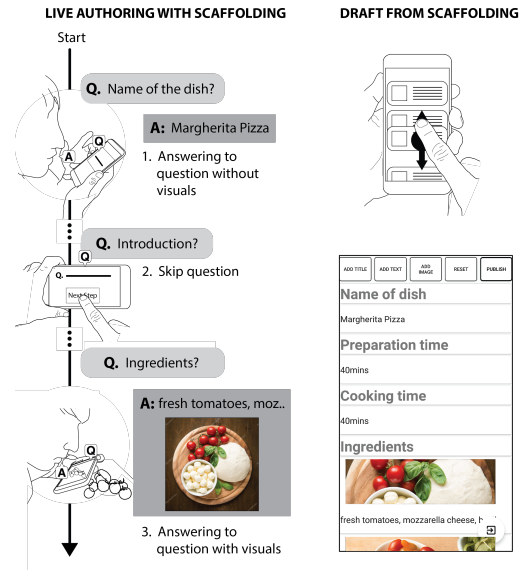 LIVE AUTHORING WITH SCAFFOLDING
Start
Q. Name of the dish?
A: Margherita Pizza
Q
A
1. Answering to
question without
visuals
Q. Introduction?
Q
Q.
Next Step
2. Skip question
Q. Ingredients?
A: fresh tomatoes, moz..
Q
A
3. Answering to
question with visuals
DRAFT FROM SCAFFOLDING
ADD TITLE
ADD TEXT
ADD
IMAGE
RESET
PUBLISH
Name of dish
Margherita Pizza
Preparation time
40mins
Cooking time
40mins
Ingredients
fresh tomatoes, mozzarella cheese,